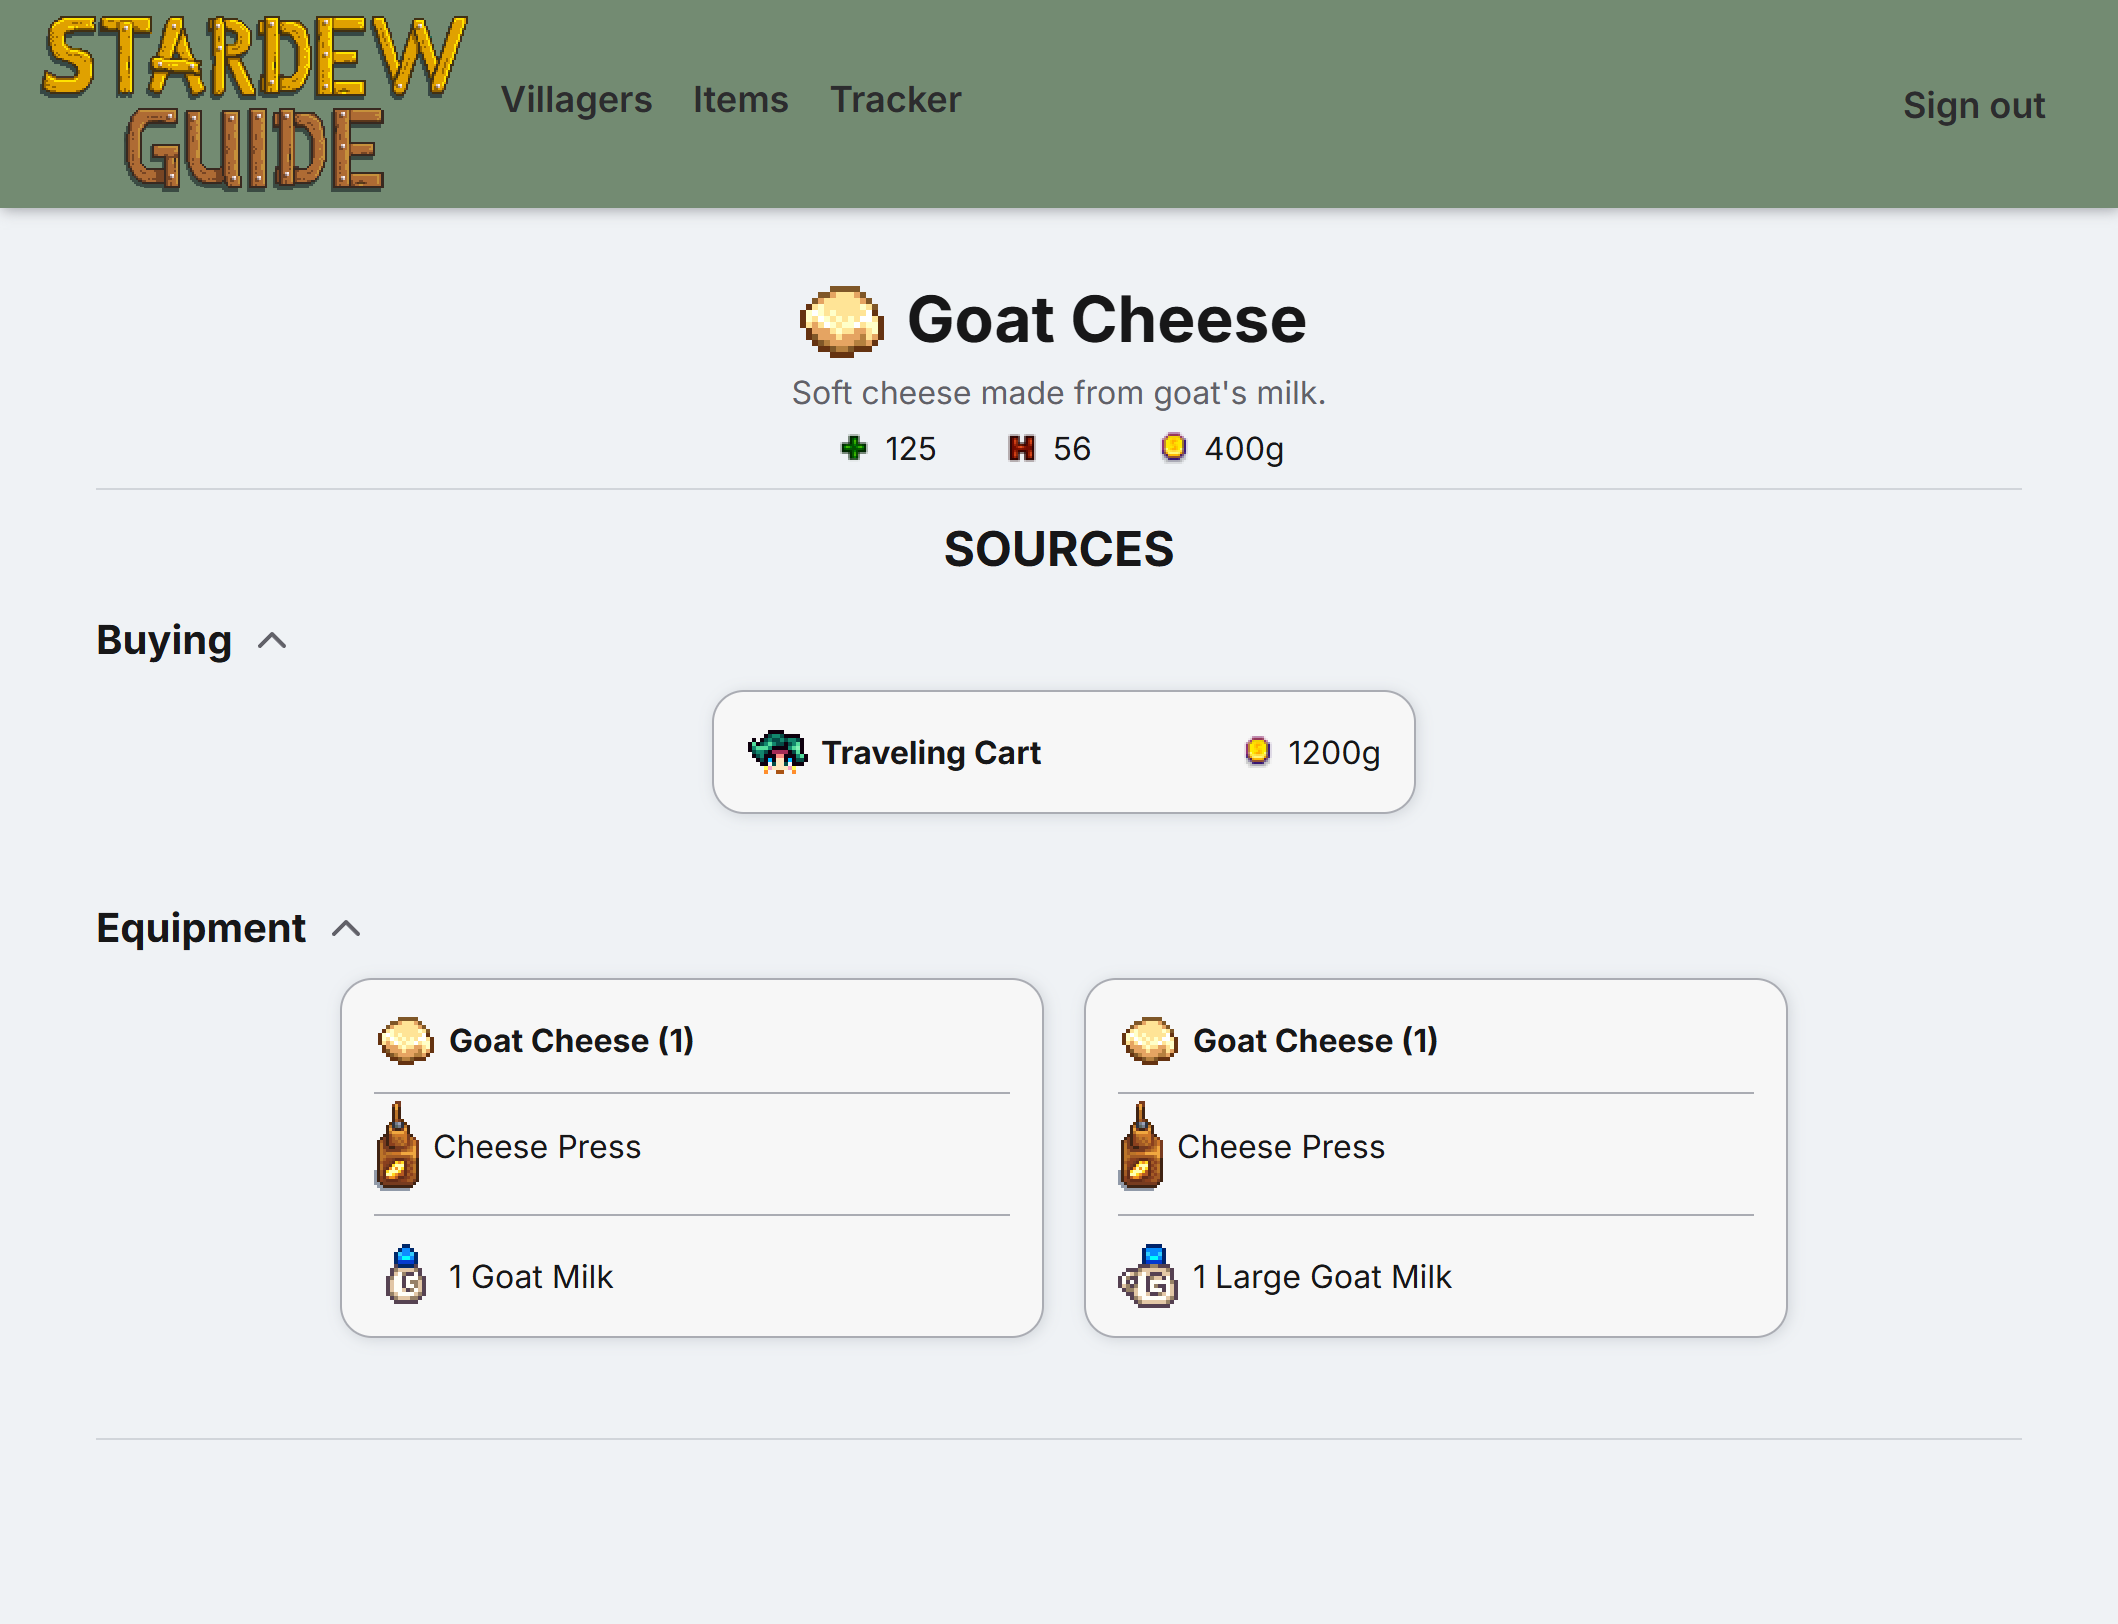 STARDEW
GUIDE
Villagers
Items
Tracker
Sign out
Goat Cheese
Soft cheese made from goat's milk.
125
56
400g
SOURCES
Buying
Traveling Cart
1200g
Equipment
Goat Cheese (1)
Cheese Press
G
1 Goat Milk
Goat Cheese (1)
Cheese Press
G
1 Large Goat Milk